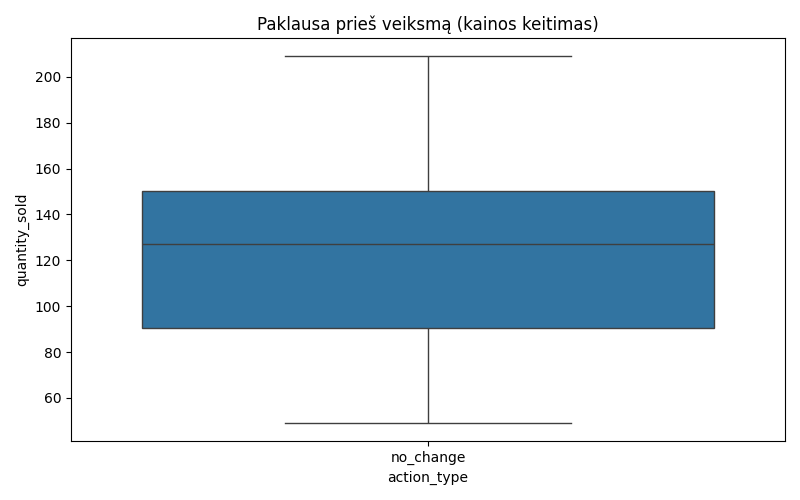 Paklausa prieš veiksmą (kainos keitimas)
quantity_sold
200
180
160
140
120
100
80
60
no_change
action_type